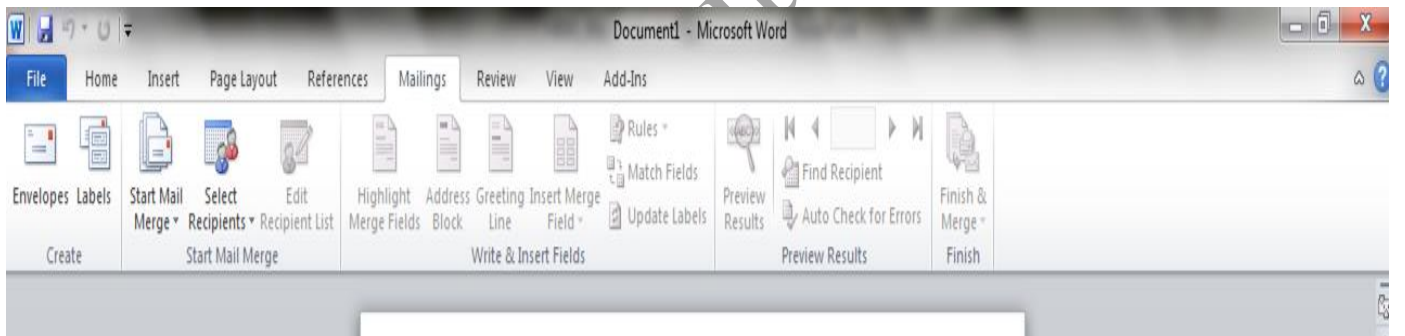 Document1 - Microsoft Word
File Home Insert Page Layout References Mailings Review View Add-Ins
Envelopes Labels
Create
Start Mail Merge Select Recipients Edit Recipient List
Start Mail Merge
Highlight Merge Fields Address Block Greeting Line Insert Merge Field
Rules
Match Fields
Update Labels
Write & Insert Fields
Preview Results
Find Recipient
Auto Check for Errors
Preview Results
Finish & Merge
Finish